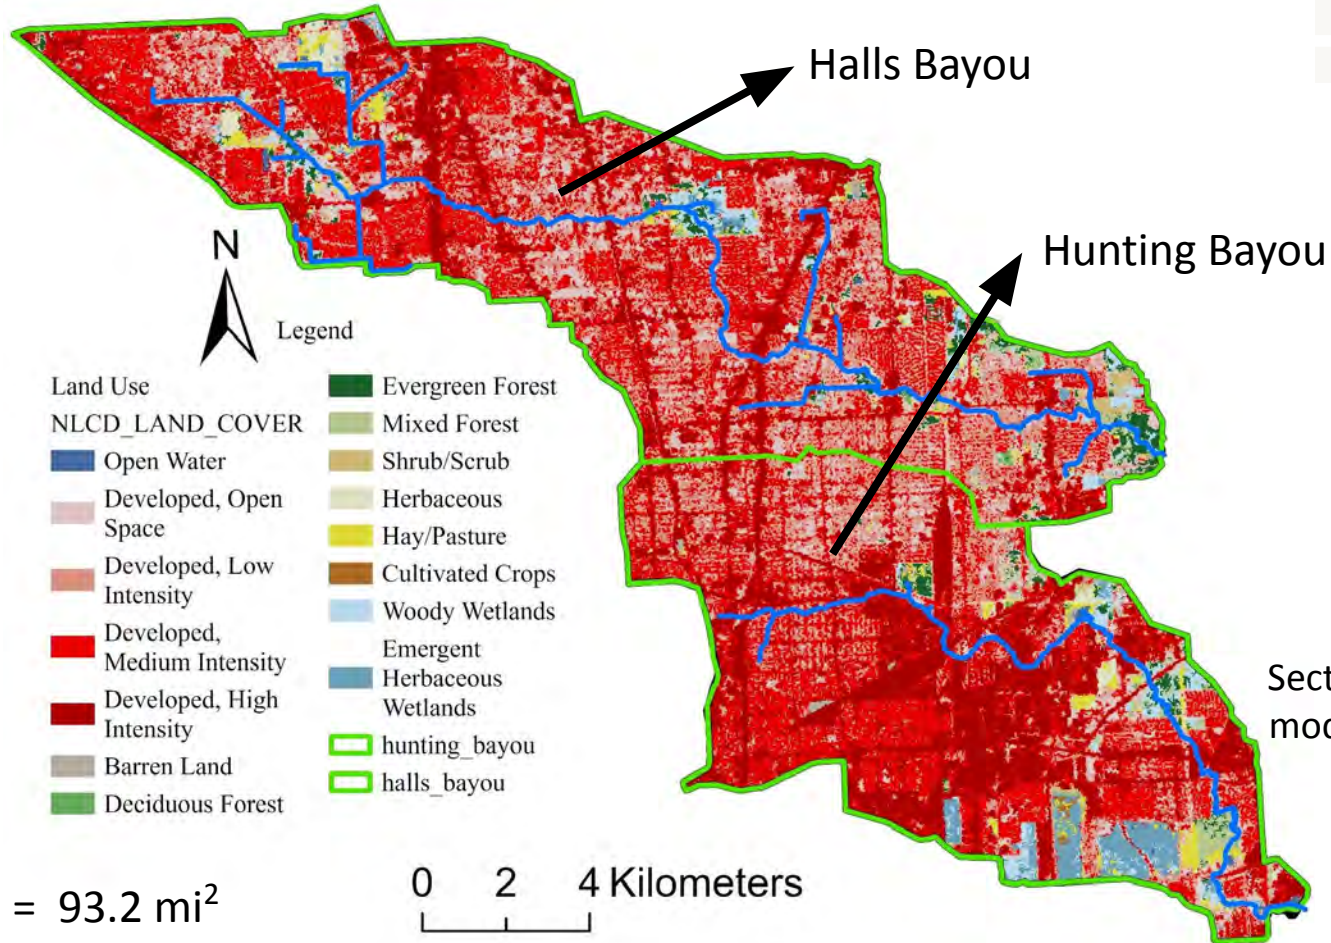 Halls Bayou
Hunting Bayou
N
Legend
Land Use
NLCD_LAND_COVER
Open Water
Developed, Open
Space
Developed, Low
Intensity
Developed,
Medium Intensity
Developed, High
Intensity
Barren Land
Deciduous Forest
Evergreen Forest
Mixed Forest
Shrub/Scrub
Herbaceous
Hay/Pasture
Cultivated Crops
Woody Wetlands
Emergent
Herbaceous
Wetlands
hunting_bayou
halls_bayou
= 93.2 mi²
0 2 4 Kilometers